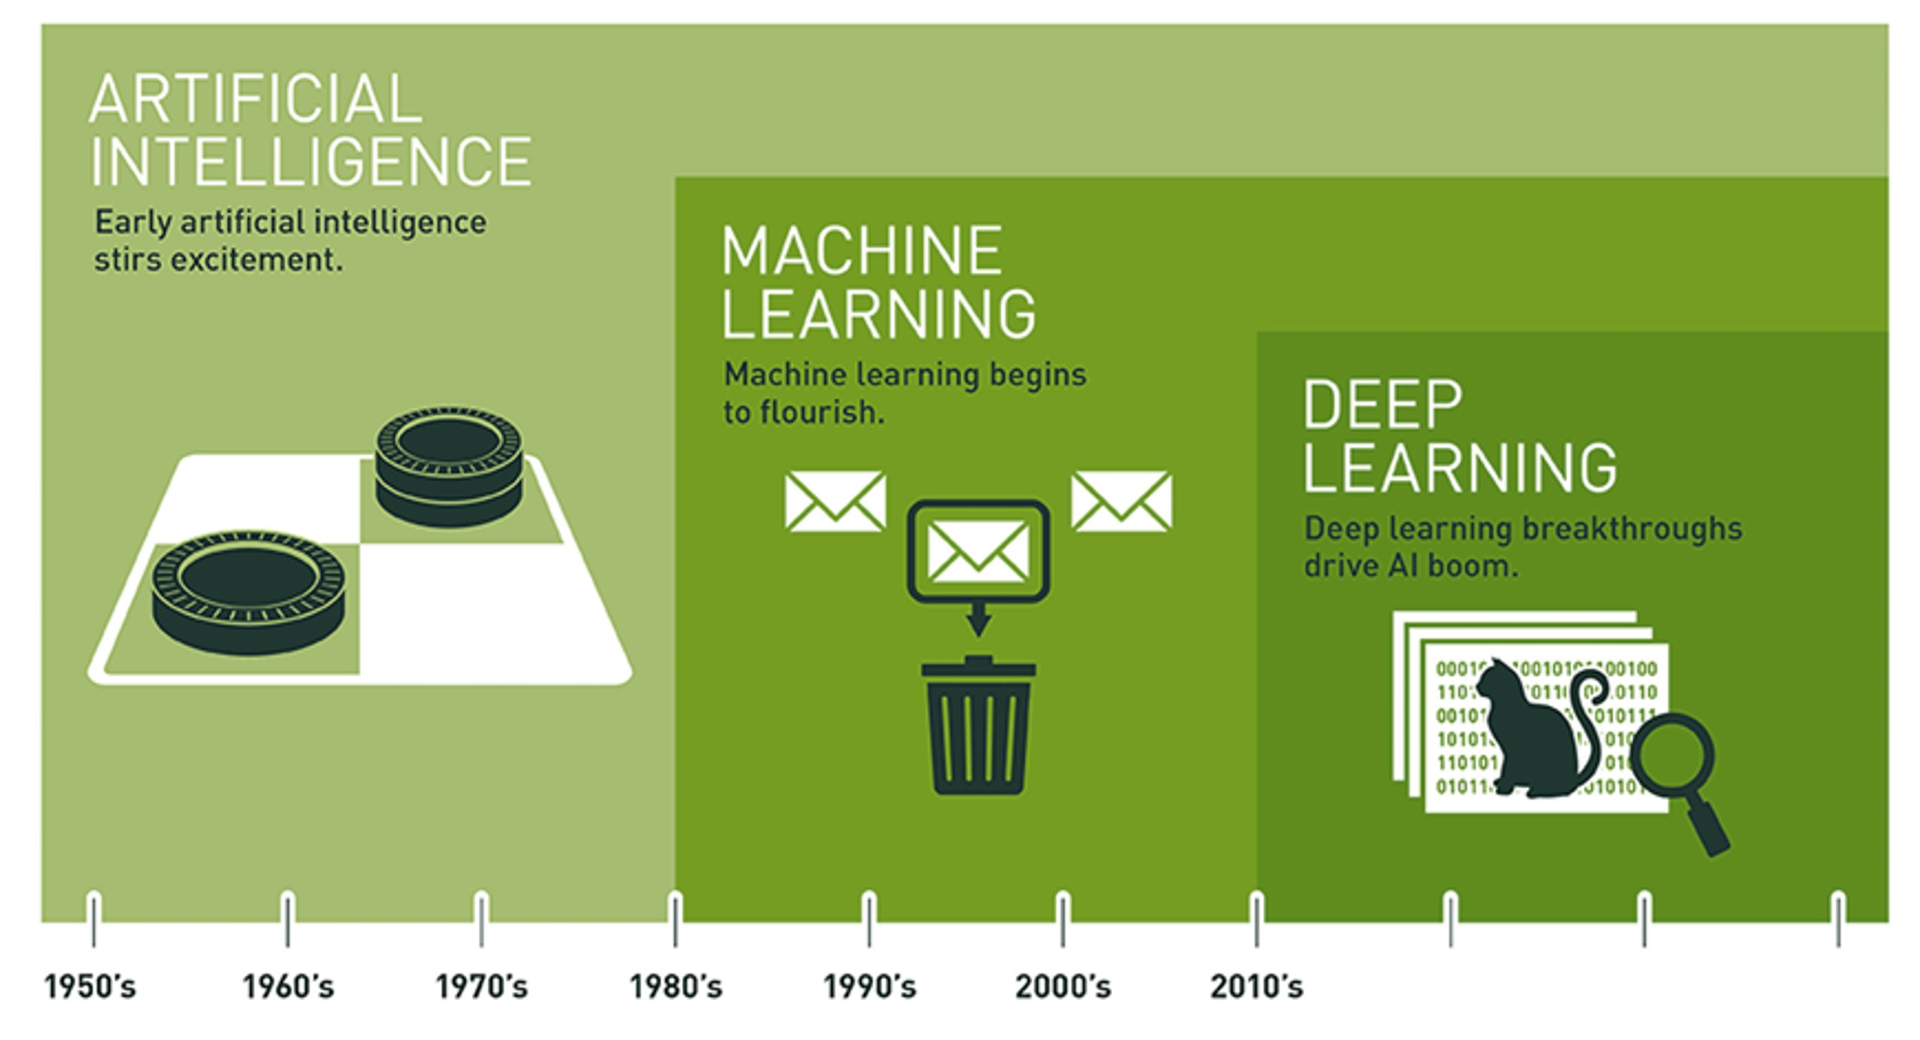 ARTIFICIAL
INTELLIGENCE
Early artificial intelligence
stirs excitement.
MACHINE
LEARNING
Machine learning begins
to flourish.
DEEP
LEARNING
Deep learning breakthroughs
drive AI boom.
1950's
1960's
1970's
1980's
1990's
2000's
2010's